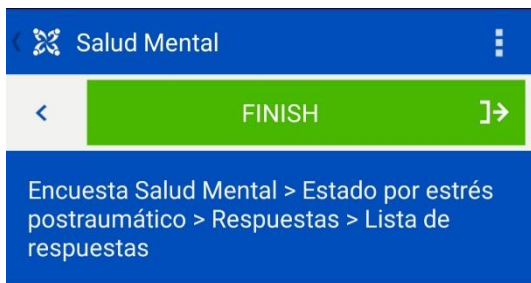 Salud Mental
FINISH
Encuesta Salud Mental > Estado por estrés
postraumático > Respuestas > Lista de
respuestas